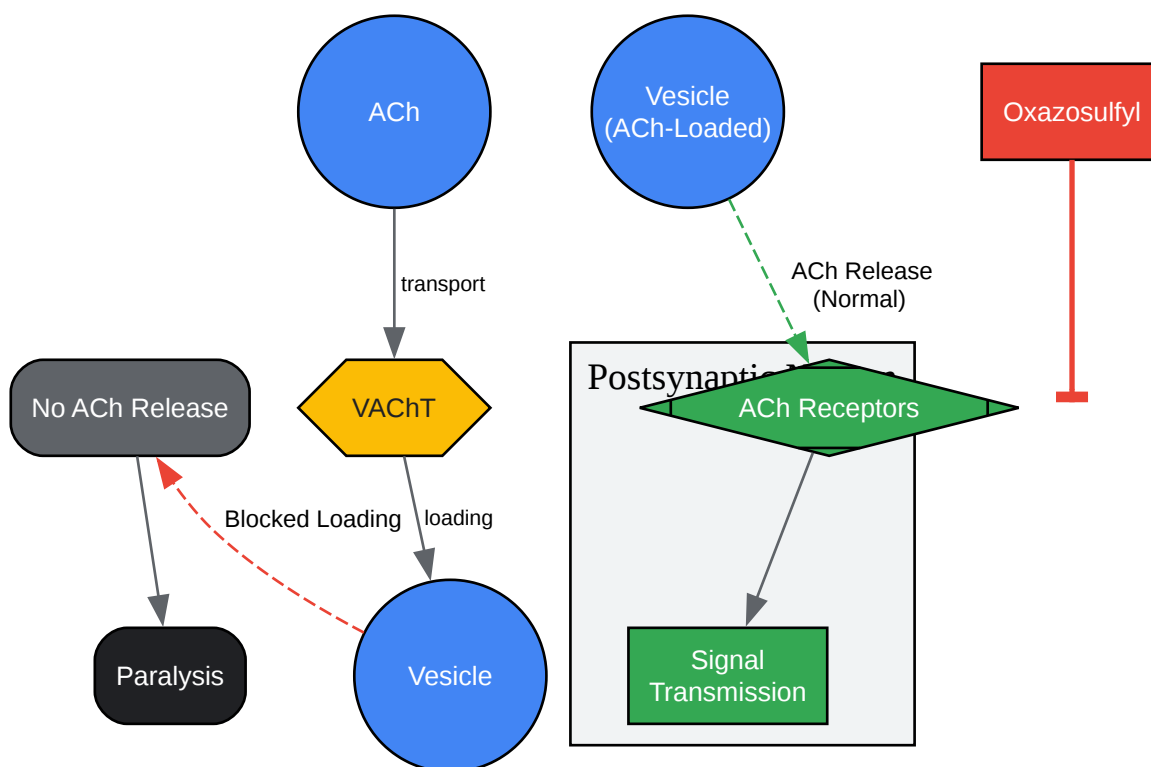 ACh
Vesicle
(ACh-Loaded)
Oxazosulfyl
transport
ACh Release
(Normal)
Postsynaptic
No ACh Release
VAChT
ACh Receptors
Blocked Loading
loading
Paralysis
Vesicle
Signal
Transmission